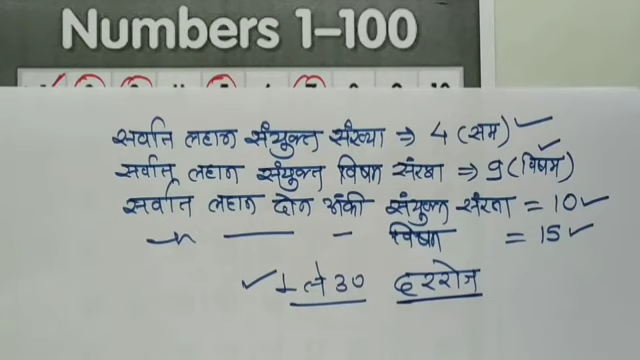 Numbers 1-100
सर्वात लहान संयुक्त संख्या ⇒ 4 (सम) ✓
सर्वात लहान संयुक्त विषम संख्या ⇒ 9 (विषम) ✓
सर्वात लहान दोन अंकी संयुक्त संख्या = 10 ✓
विषम = 15 ✓
✓ 1 ते 30 दररोज